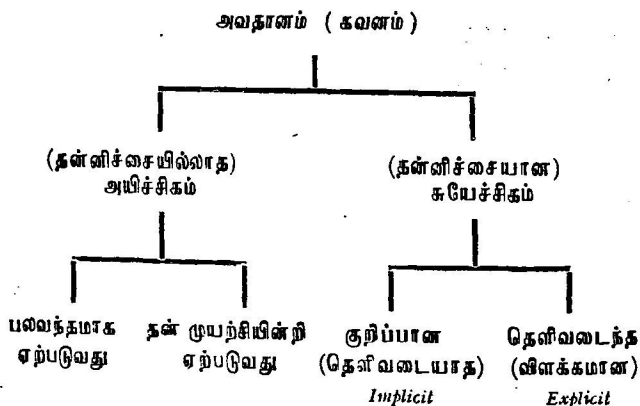 அவதானம் ( கவனம் )
(தன்னிச்சையில்லாத) (தன்னிச்சையான)
அயிச்சிகம் சுயேச்சிகம்
பலவந்தமாக தன் முயற்சியின்றி குறிப்பான தெளிவடைந்த
ஏற்படுவது ஏற்படுவது (தெளிவடையாத) (விளக்கமான)
Implicit Explicit